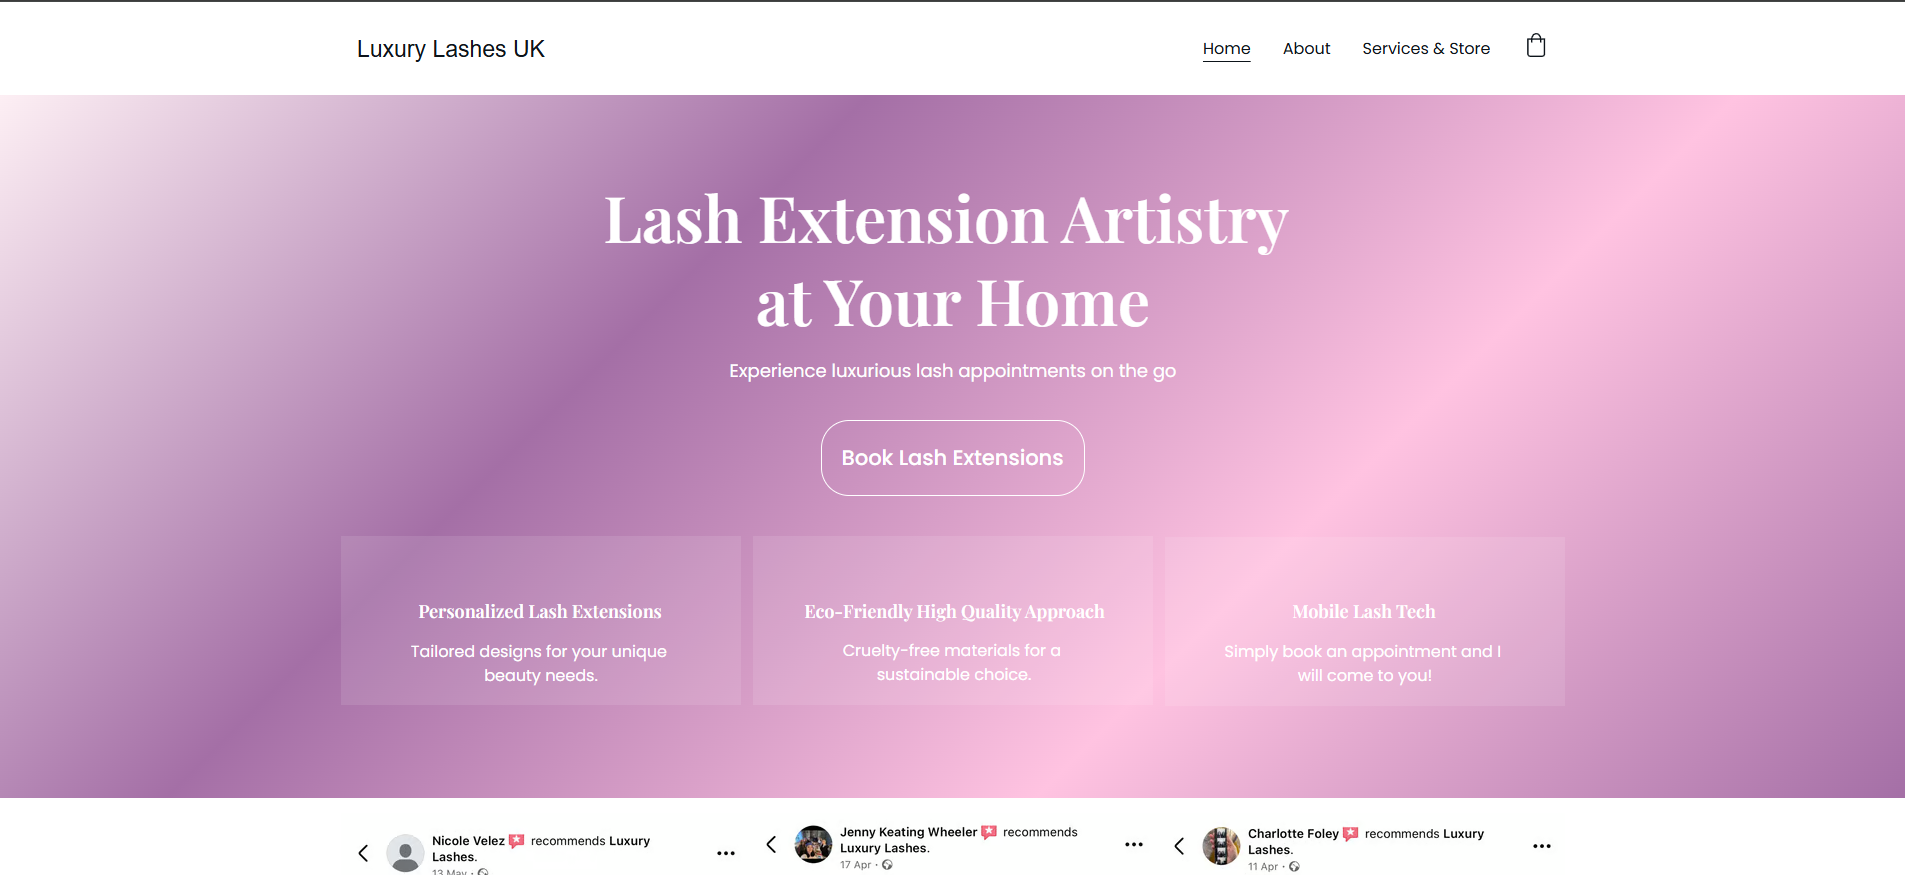 Luxury Lashes UK
Home
About
Services & Store
Lash Extension Artistry
at Your Home
Experience luxurious lash appointments on the go
Book Lash Extensions
Personalized Lash Extensions
Tailored designs for your unique
beauty needs.
Eco-Friendly High Quality Approach
Cruelty-free materials for a
sustainable choice.
Mobile Lash Tech
Simply book an appointment and I
will come to you!
Nicole Velez recommends Luxury
Lashes.
13 May ·
Jenny Keating Wheeler recommends
Luxury Lashes.
17 Apr ·
Charlotte Foley recommends Luxury
Lashes.
11 Apr ·